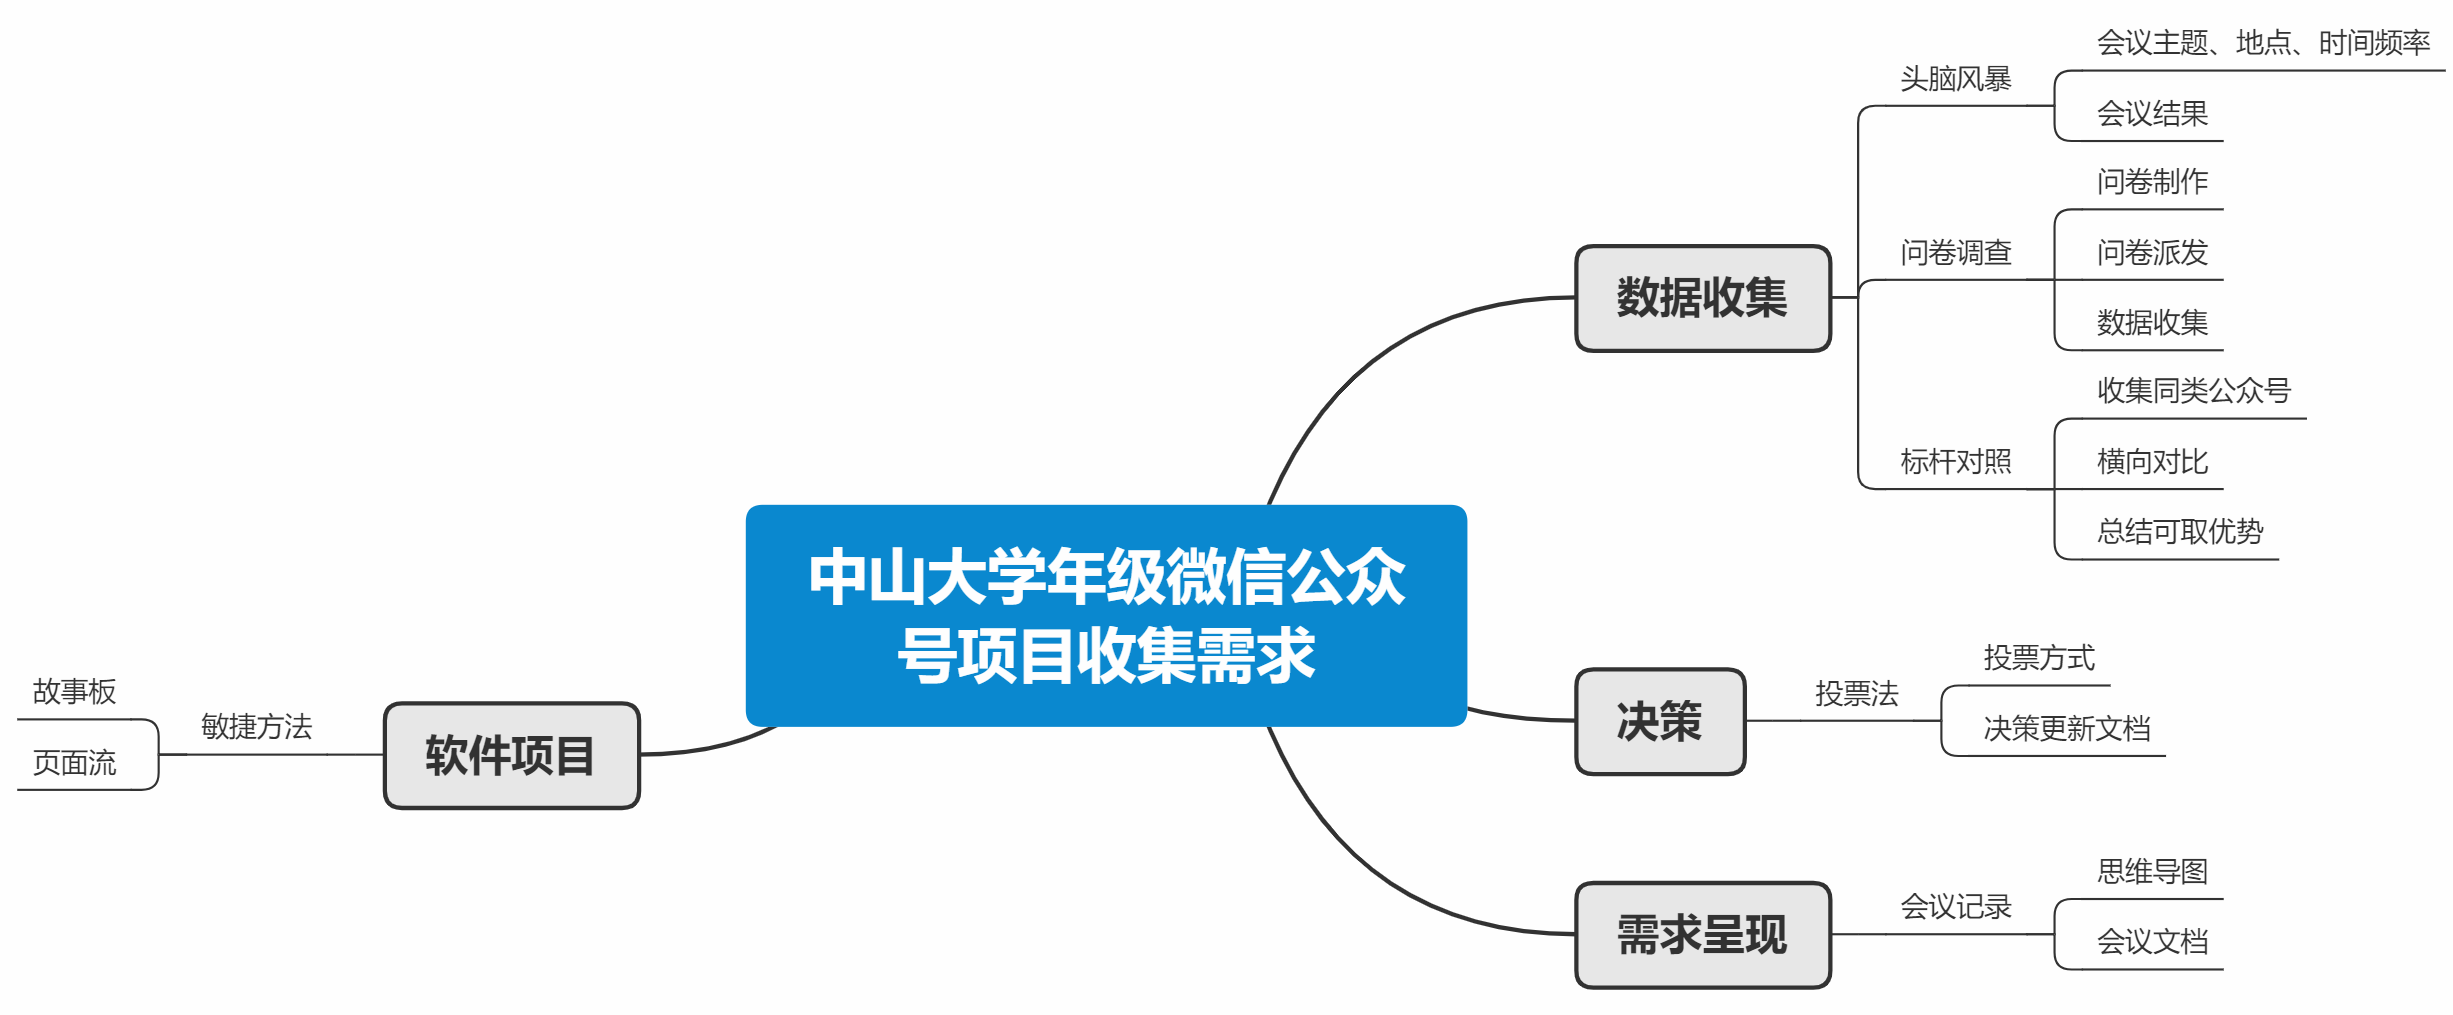 中山大学年级微信公众
号项目收集需求
数据收集
头脑风暴
会议主题、地点、时间频率
会议结果
问卷调查
问卷制作
问卷派发
数据收集
标杆对照
收集同类公众号
横向对比
总结可取优势
决策
投票法
投票方式
决策更新文档
需求呈现
会议记录
思维导图
会议文档
软件项目
敏捷方法
故事板
页面流